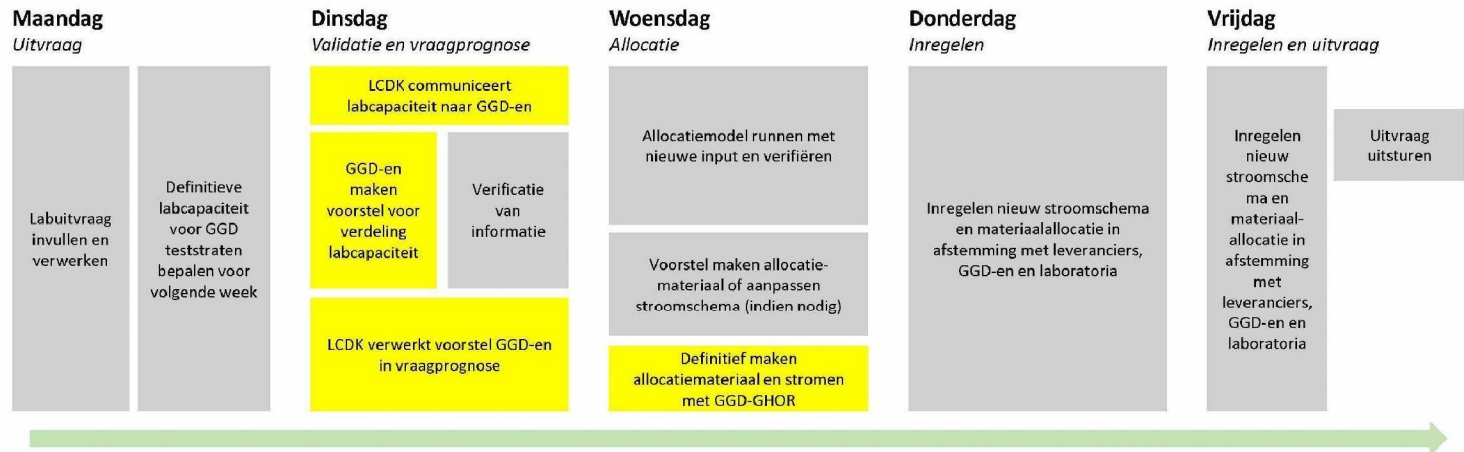 Maandag
Uitvraag
Labuitvraag
invullen en
verwerken
Definitieve
labcapaciteit
voor GGD
teststraten
bepalen voor
volgende week
Dinsdag
Validatie en vraagprognose
LCDK communiceert
labcapaciteit naar GGD-en
GGD-en
maken
voorstel voor
verdeling
labcapaciteit
Verificatie
van
informatie
LCDK verwerkt voorstel GGD-en
in vraagprognose
Woensdag
Allocatie
Allocatiemodel runnen met
nieuwe input en verifiëren
Voorstel maken allocatie-
materiaal of aanpassen
stroomschema (indien nodig)
Definitief maken
allocatiemateriaal en stromen
met GGD-GHOR
Donderdag
Inregelen
Inregelen nieuw stroomschema
en materiaalallocatie in
afstemming met leveranciers,
GGD-en en laboratoria
Vrijdag
Inregelen en uitvraag
Inregelen
nieuw
stroomsche
ma en
materiaal-
allocatie in
afstemming
met
leveranciers,
GGD-en en
laboratoria
Uitvraag
uitsturen